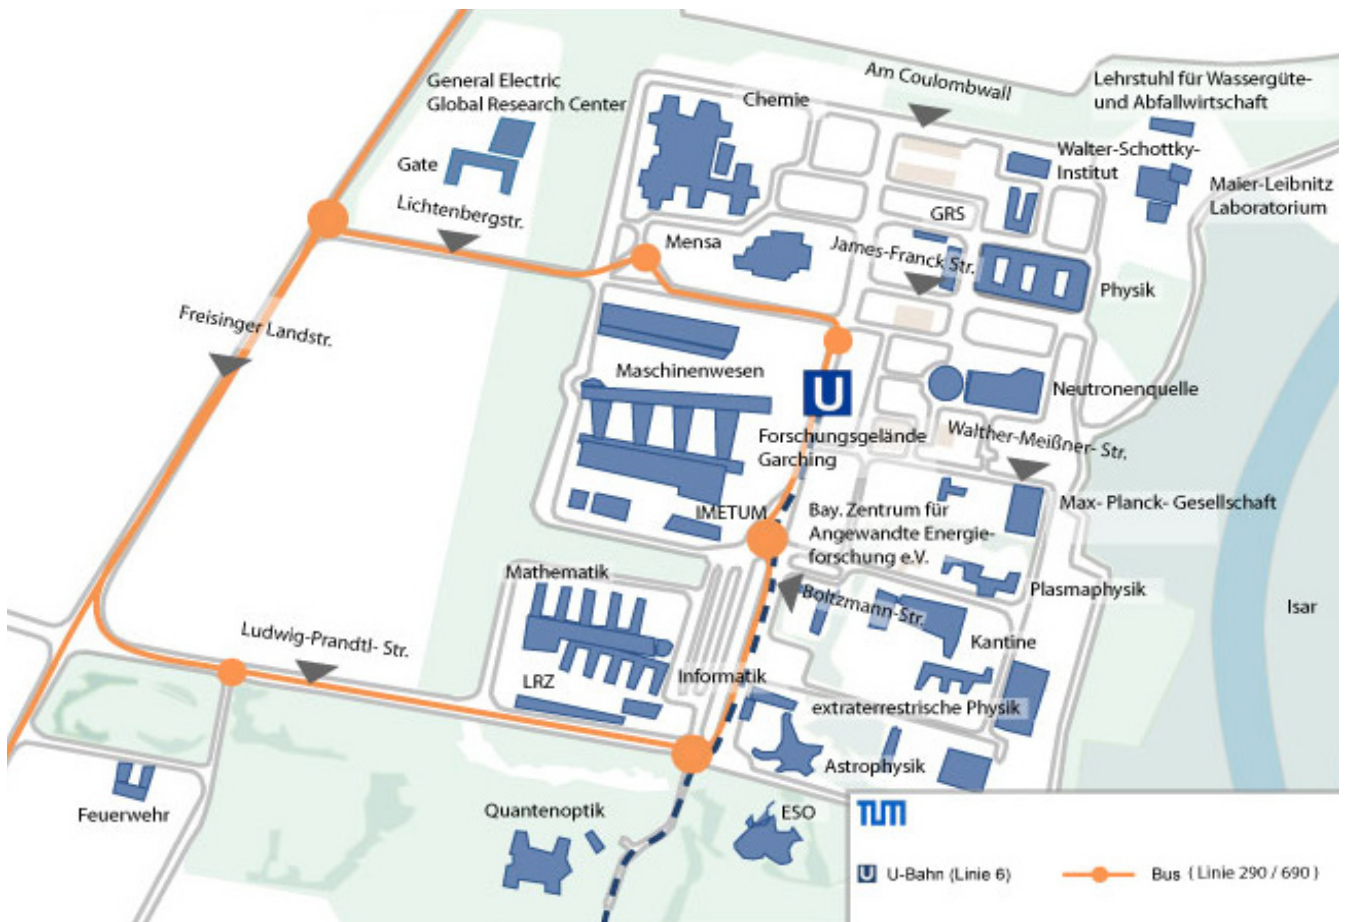 Am Coulombwall
General Electric
Global Research Center
Chemie
Lehrstuhl für Wassergüte-
und Abfallwirtschaft
Gate
Walter-Schottky-
Institut
Maier-Leibnitz
Laboratorium
Lichtenbergstr.
GRS
Mensa
James-Franck Str.
Physik
Freisinger Landstr.
Maschinenwesen
U
Neutronenquelle
Forschungsgelände
Garching
Walther-Meißner- Str.
IMETUM
Bay. Zentrum für
Angewandte Energie-
forschung e.V.
Max- Planck- Gesellschaft
Mathematik
Boltzmann-Str.
Plasmaphysik
Isar
Ludwig-Prandtl- Str.
Kantine
LRZ
Informatik
extraterrestrische Physik
Astrophysik
Feuerwehr
Quantenoptik
ESO
TUM
U U-Bahn (Linie 6)
Bus ( Linie 290 / 690 )